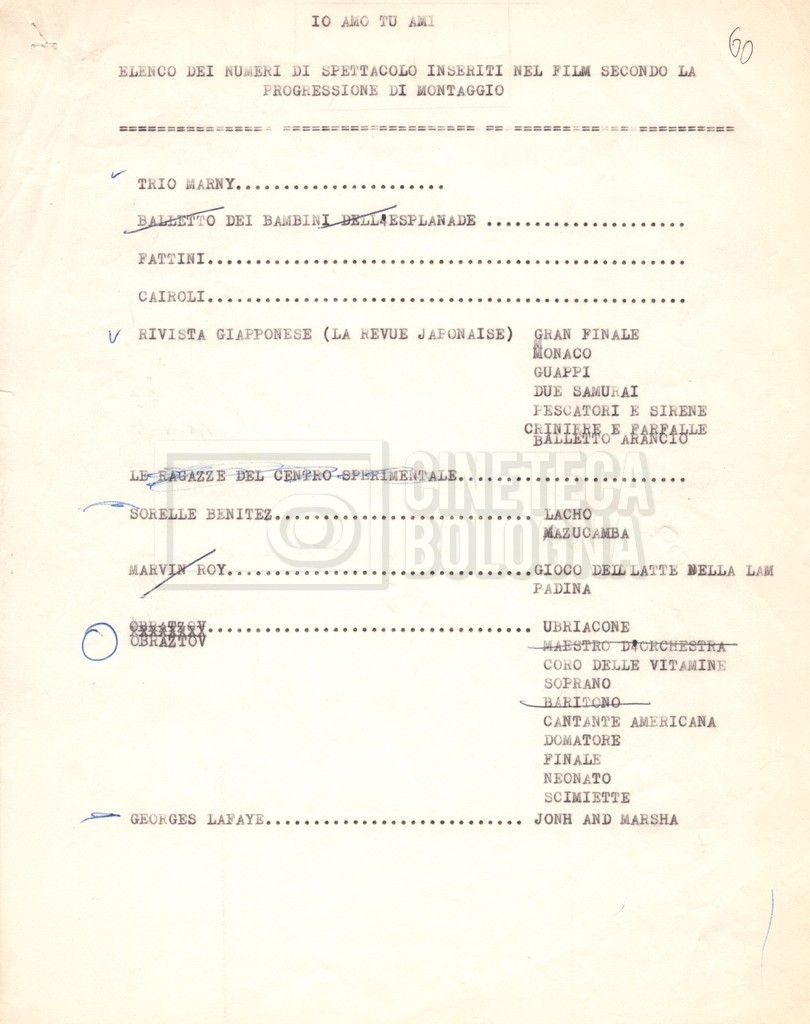 IO AMO TU AMI
60
ELENCO DEI NUMERI DI SPETTACOLO INSERITI NEL FILM SECONDO LA
PROGRESSIONE DI MONTAGGIO
=================  ====================  ==  =========  ==  ==========
TRIO MARNY......................
BALLETTO DEI BAMBINI DELL'ESPLANADE .....................
FATTINI..................................................
CAIROLI..................................................
RIVISTA GIAPPONESE (LA REVUE JAPONAISE) GRAN FINALE
MONACO
GUAPPI
DUE SAMURAI
PESCATORI E SIRENE
CRINIERE E FARFALLE
BALLETTO ARANCIO
LE RAGAZZE DEL CENTRO SPERIMENTALE........................
SORELLE BENITEZ........................... LACHO
MAZUCAMBA
MARVIN ROY................................GIOCO DELLATTE NELLA LAM
PADINA
OBRATZOV.................................. UBRIACONE
XXXXXXXX
OBRAZTOV
MAESTRO D'ORCHESTRA
CORO DELLE VITAMINE
SOPRANO
BARITONO
CANTANTE AMERICANA
DOMATORE
FINALE
NEONATO
SCIMIETTE
GEORGES LAFAYE........................... JONH AND MARSHA
CINETECA
BOLOGNA